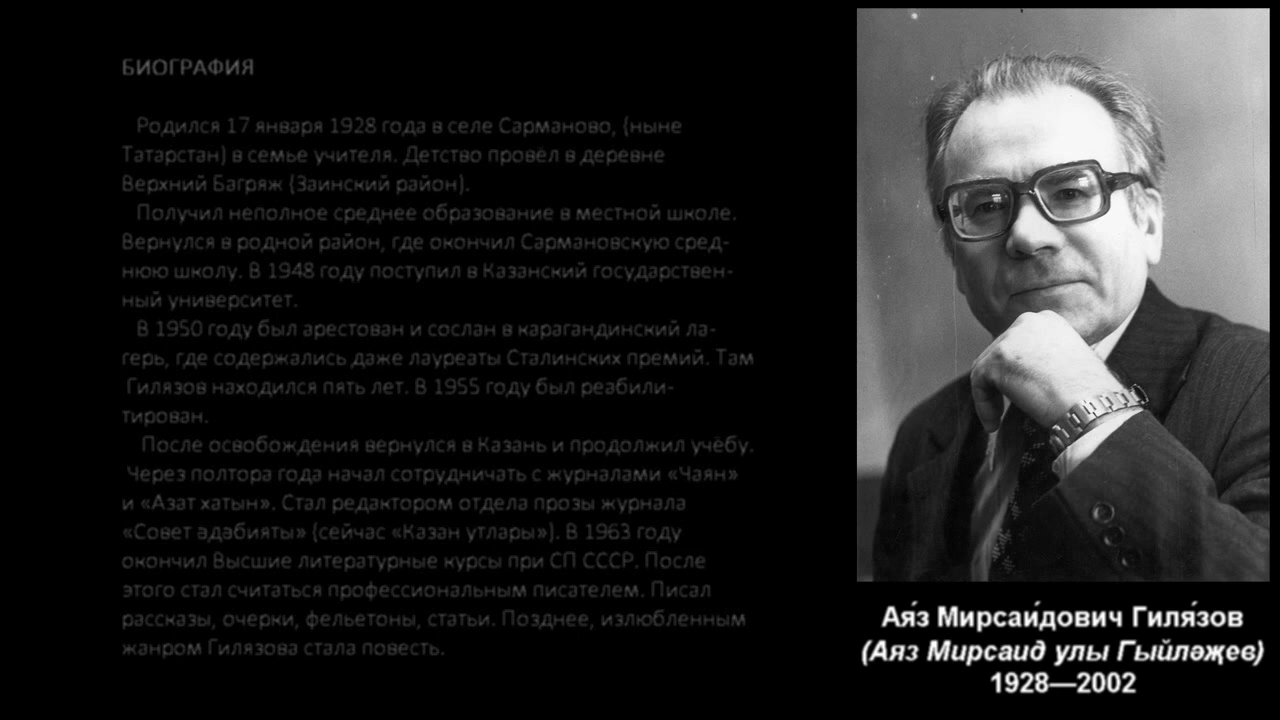 БИОГРАФИЯ
Родился 17 января 1928 года в селе Сарманово, (ныне
Татарстан) в семье учителя. Детство провёл в деревне
Верхний Багряж (Заинский район).
Получил неполное среднее образование в местной школе.
Вернулся в родной район, где окончил Сармановскую сред-
нюю школу. В 1948 году поступил в Казанский государствен-
ный университет.
В 1950 году был арестован и сослан в карагандинский ла-
герь, где содержались даже лауреаты Сталинских премий. Там
Гилязов находился пять лет. В 1955 году был реабили-
тирован.
После освобождения вернулся в Казань и продолжил учёбу.
Через полтора года начал сотрудничать с журналами «Чаян»
и «Азат хатын». Стал редактором отдела прозы журнала
«Совет әдәбияты» (сейчас «Казан утлары»). В 1963 году
окончил Высшие литературные курсы при СП СССР. После
этого стал считаться профессиональным писателем. Писал
рассказы, очерки, фельетоны, статьи. Позднее, излюбленным
жанром Гилязова стала повесть.
Ая́з Мирсаи́дович Гиля́зов
(Аяз Мирсаид улы Гыйләҗев)
1928—2002